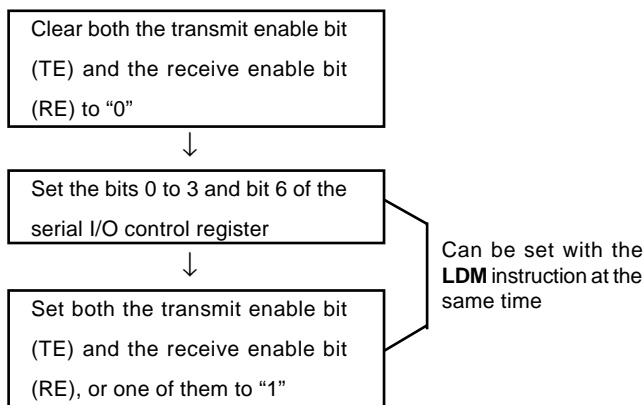 Clear both the transmit enable bit
(TE) and the receive enable bit
(RE) to “0”
↓
Set the bits 0 to 3 and bit 6 of the
serial I/O control register
↓
Set both the transmit enable bit
(TE) and the receive enable bit
(RE), or one of them to “1”
Can be set with the
LDM instruction at the
same time